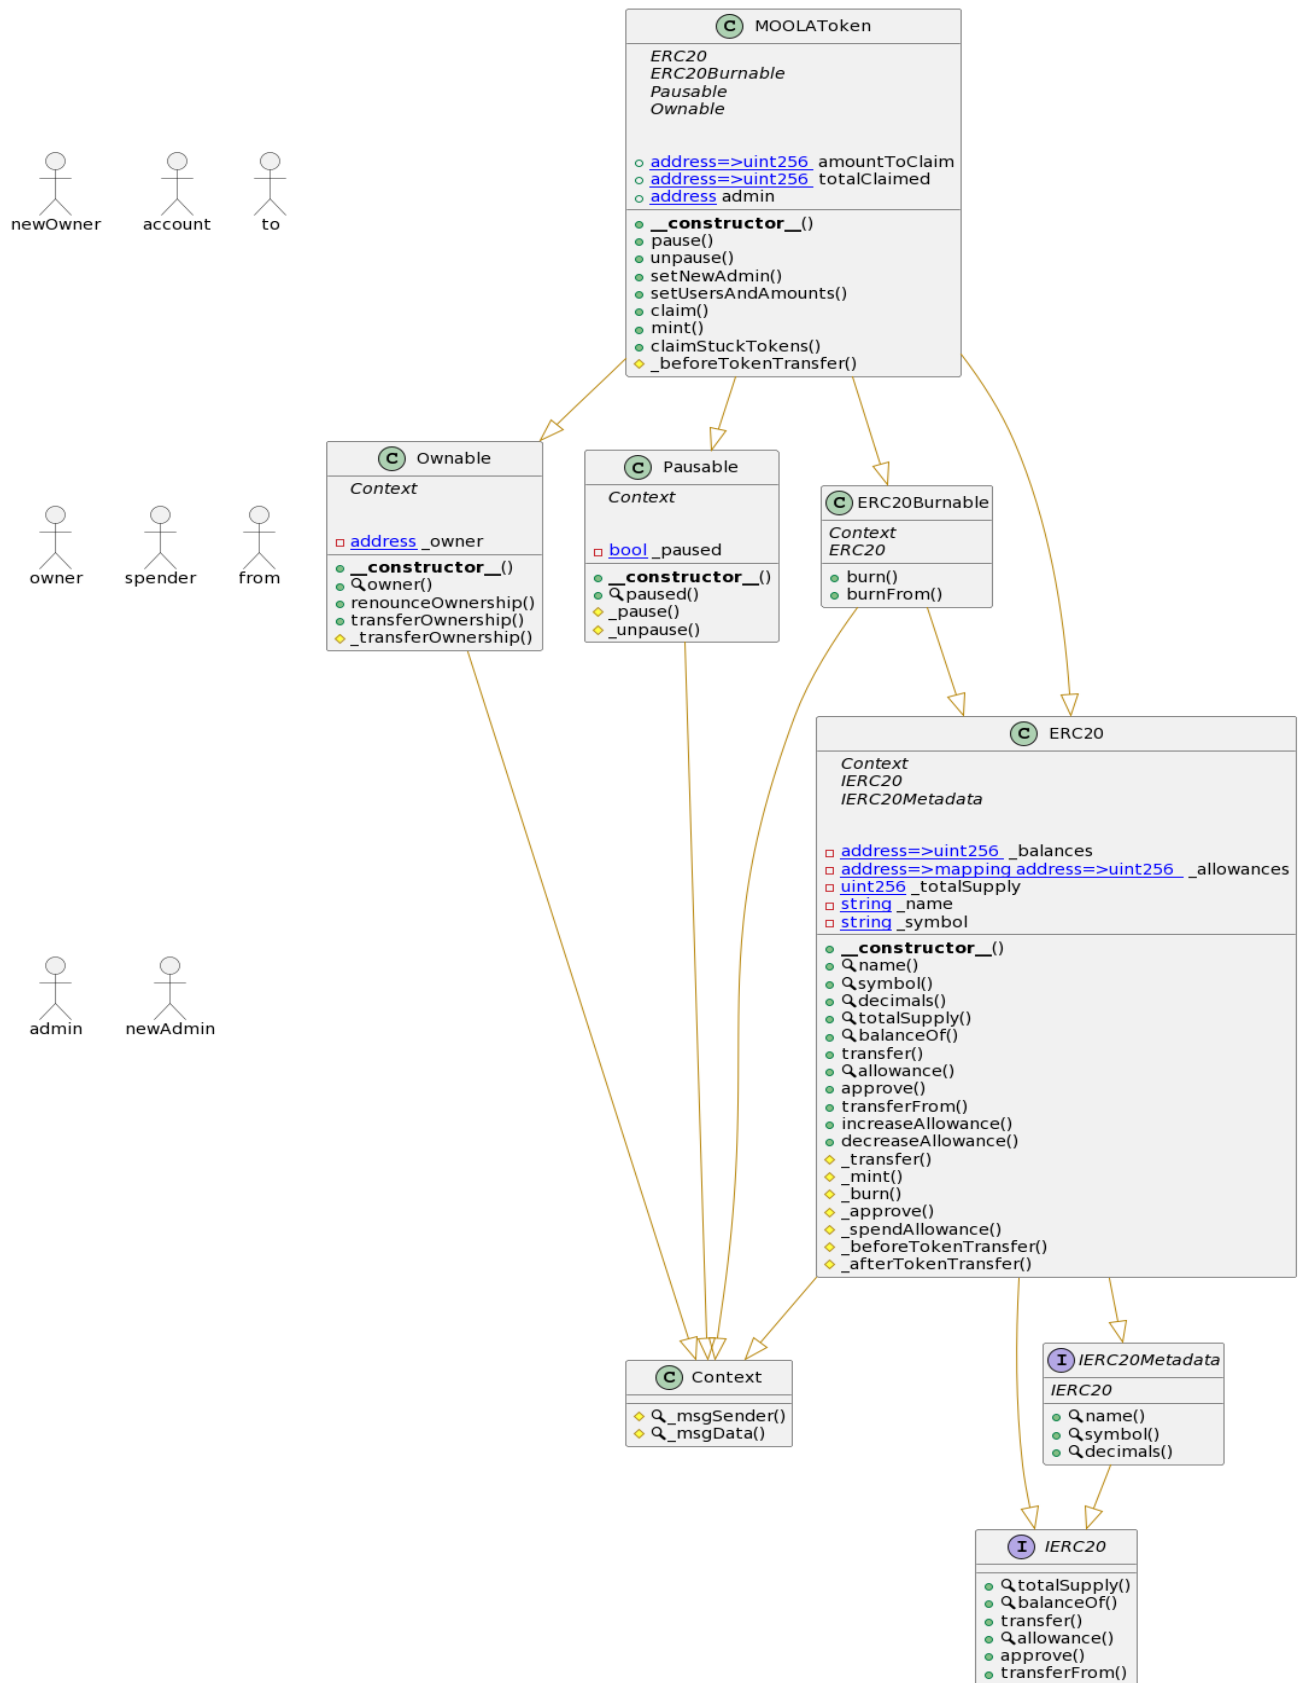 C MOOLAToken
ERC20
ERC20Burnable
Pausable
Ownable
address=>uint256 amountToClaim
address=>uint256 totalClaimed
address admin
__constructor__()
pause()
unpause()
setNewAdmin()
setUsersAndAmounts()
claim()
mint()
claimStuckTokens()
_beforeTokenTransfer()
newOwner
account
to
C Ownable
Context
address _owner
__constructor__()
owner()
renounceOwnership()
transferOwnership()
_transferOwnership()
C Pausable
Context
bool _paused
__constructor__()
paused()
_pause()
_unpause()
C ERC20Burnable
Context
ERC20
burn()
burnFrom()
owner
spender
from
C ERC20
Context
IERC20
IERC20Metadata
address=>uint256 _balances
address=>mapping address=>uint256 _allowances
uint256 _totalSupply
string _name
string _symbol
__constructor__()
name()
symbol()
decimals()
totalSupply()
balanceOf()
transfer()
allowance()
approve()
transferFrom()
increaseAllowance()
decreaseAllowance()
_transfer()
_mint()
_burn()
_approve()
_spendAllowance()
_beforeTokenTransfer()
_afterTokenTransfer()
admin
newAdmin
C Context
_msgSender()
_msgData()
I IERC20Metadata
IERC20
name()
symbol()
decimals()
I IERC20
totalSupply()
balanceOf()
transfer()
allowance()
approve()
transferFrom()